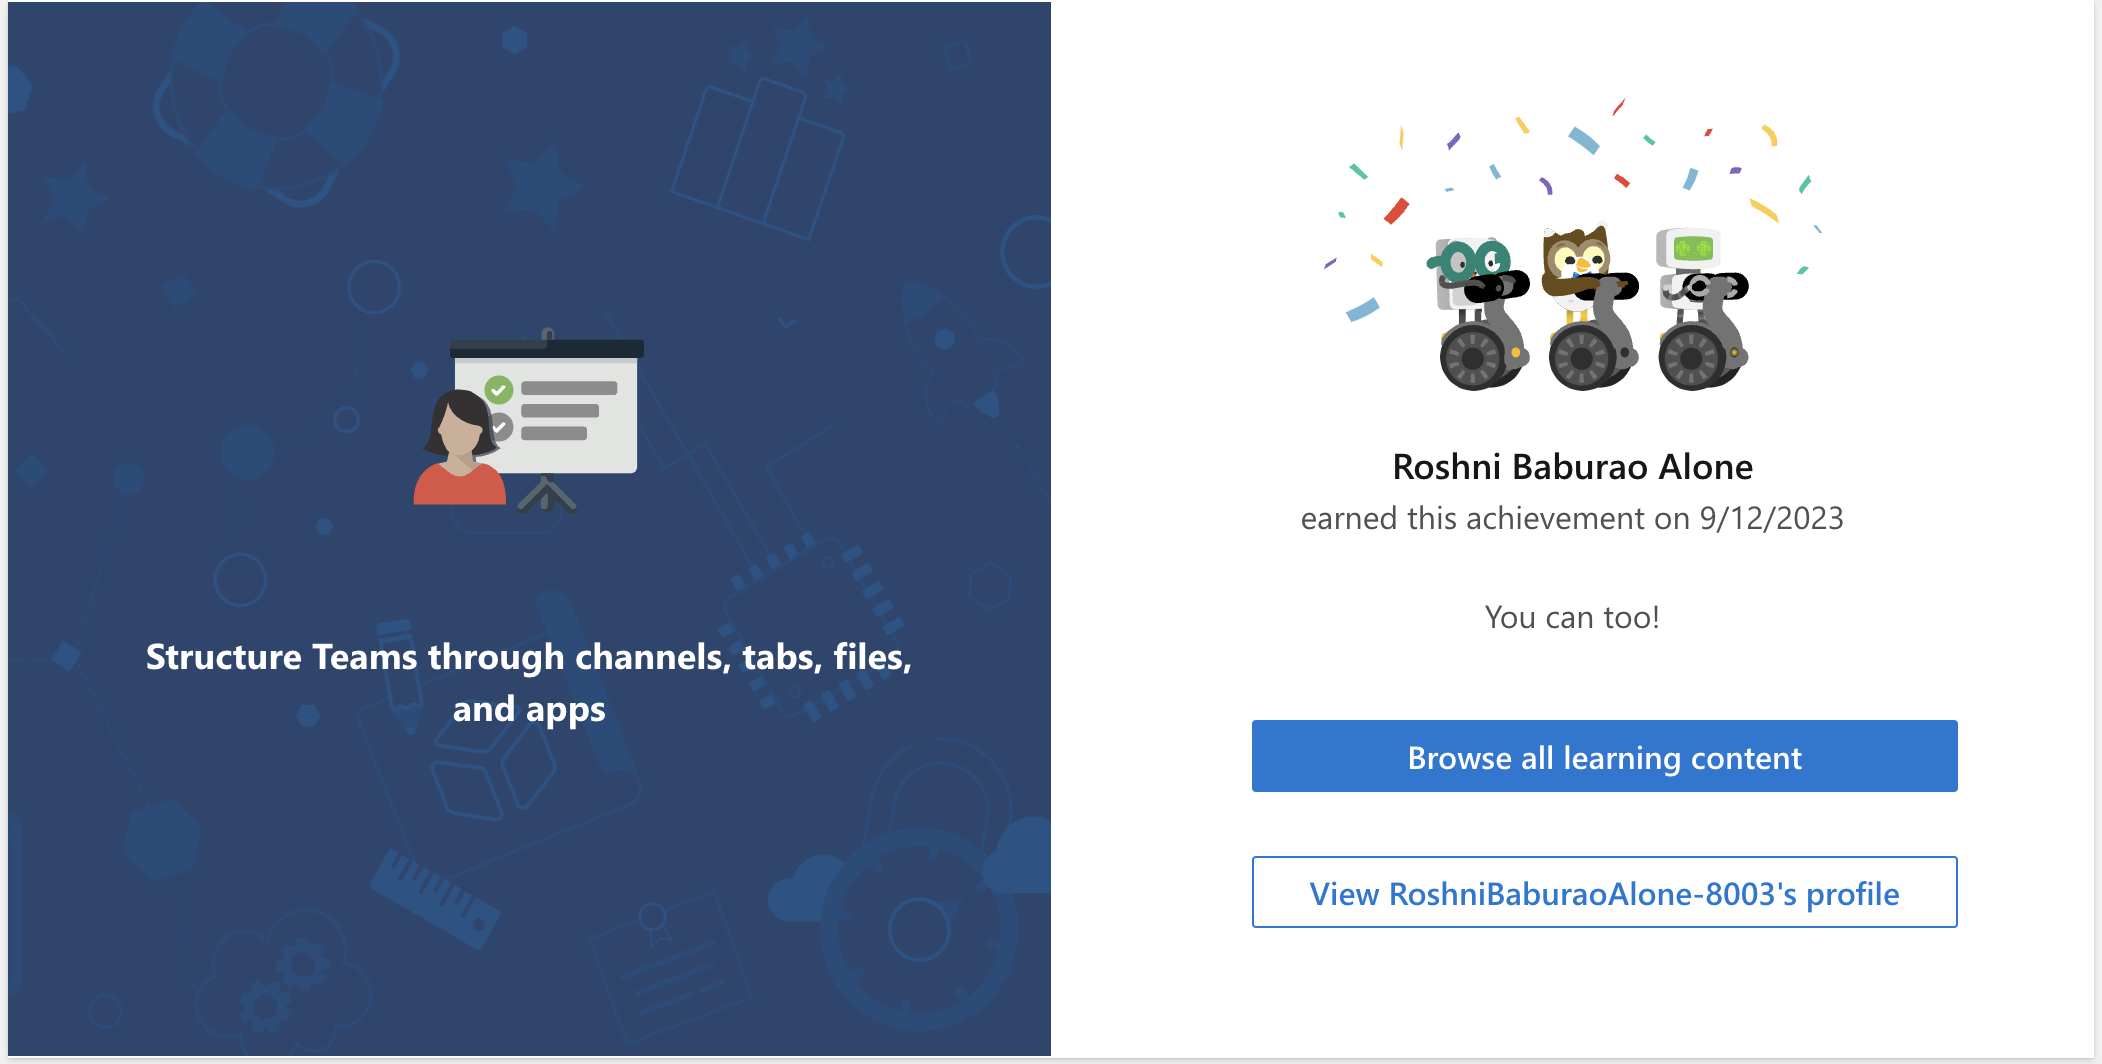 Structure Teams through channels, tabs, files,
and apps
Roshni Baburao Alone
earned this achievement on 9/12/2023
You can too!
Browse all learning content
View RoshniBaburaoAlone-8003's profile